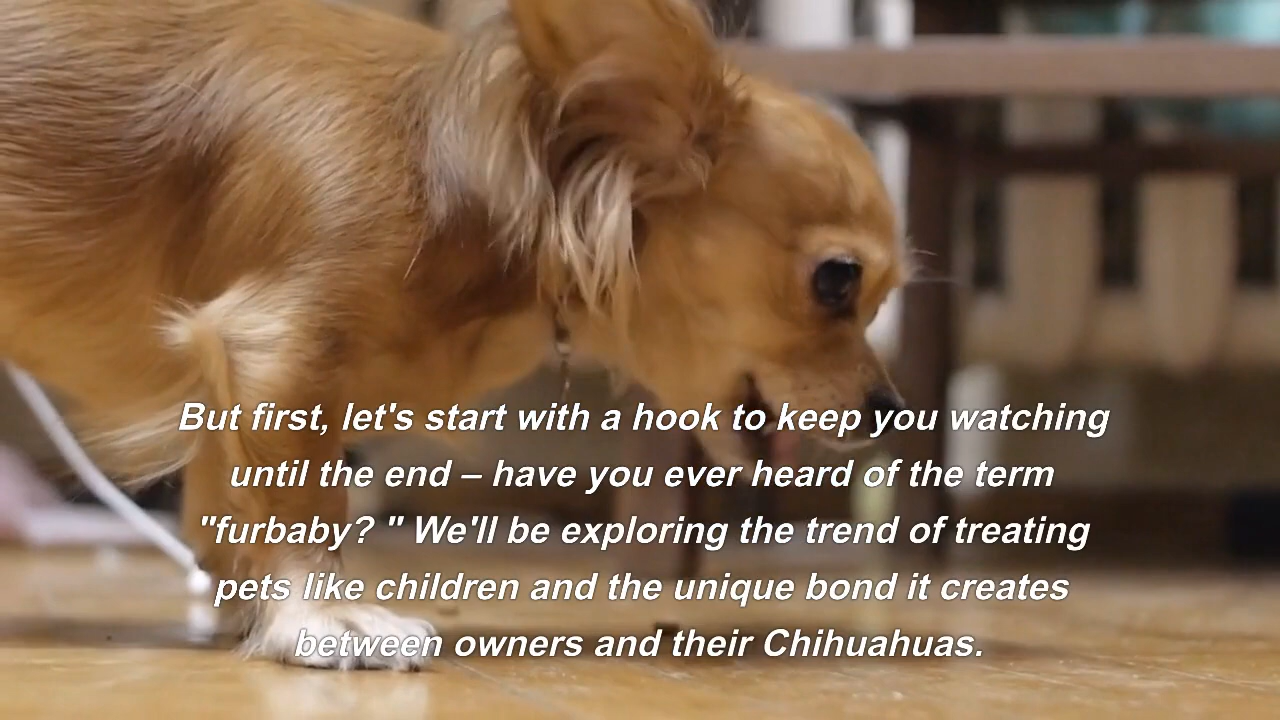 But first, let's start with a hook to keep you watching
until the end – have you ever heard of the term
"furbaby? " We'll be exploring the trend of treating
pets like children and the unique bond it creates
between owners and their Chihuahuas.